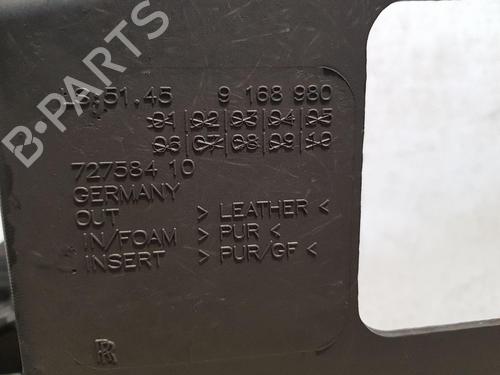 B-PARTS
51.45 9 168 980
01 02 03 04 05
06 07 08 09 10
727584 10
GERMANY
OUT > LEATHER <
IN/FOAM > PUR <
INSERT > PUR/GF <
RR